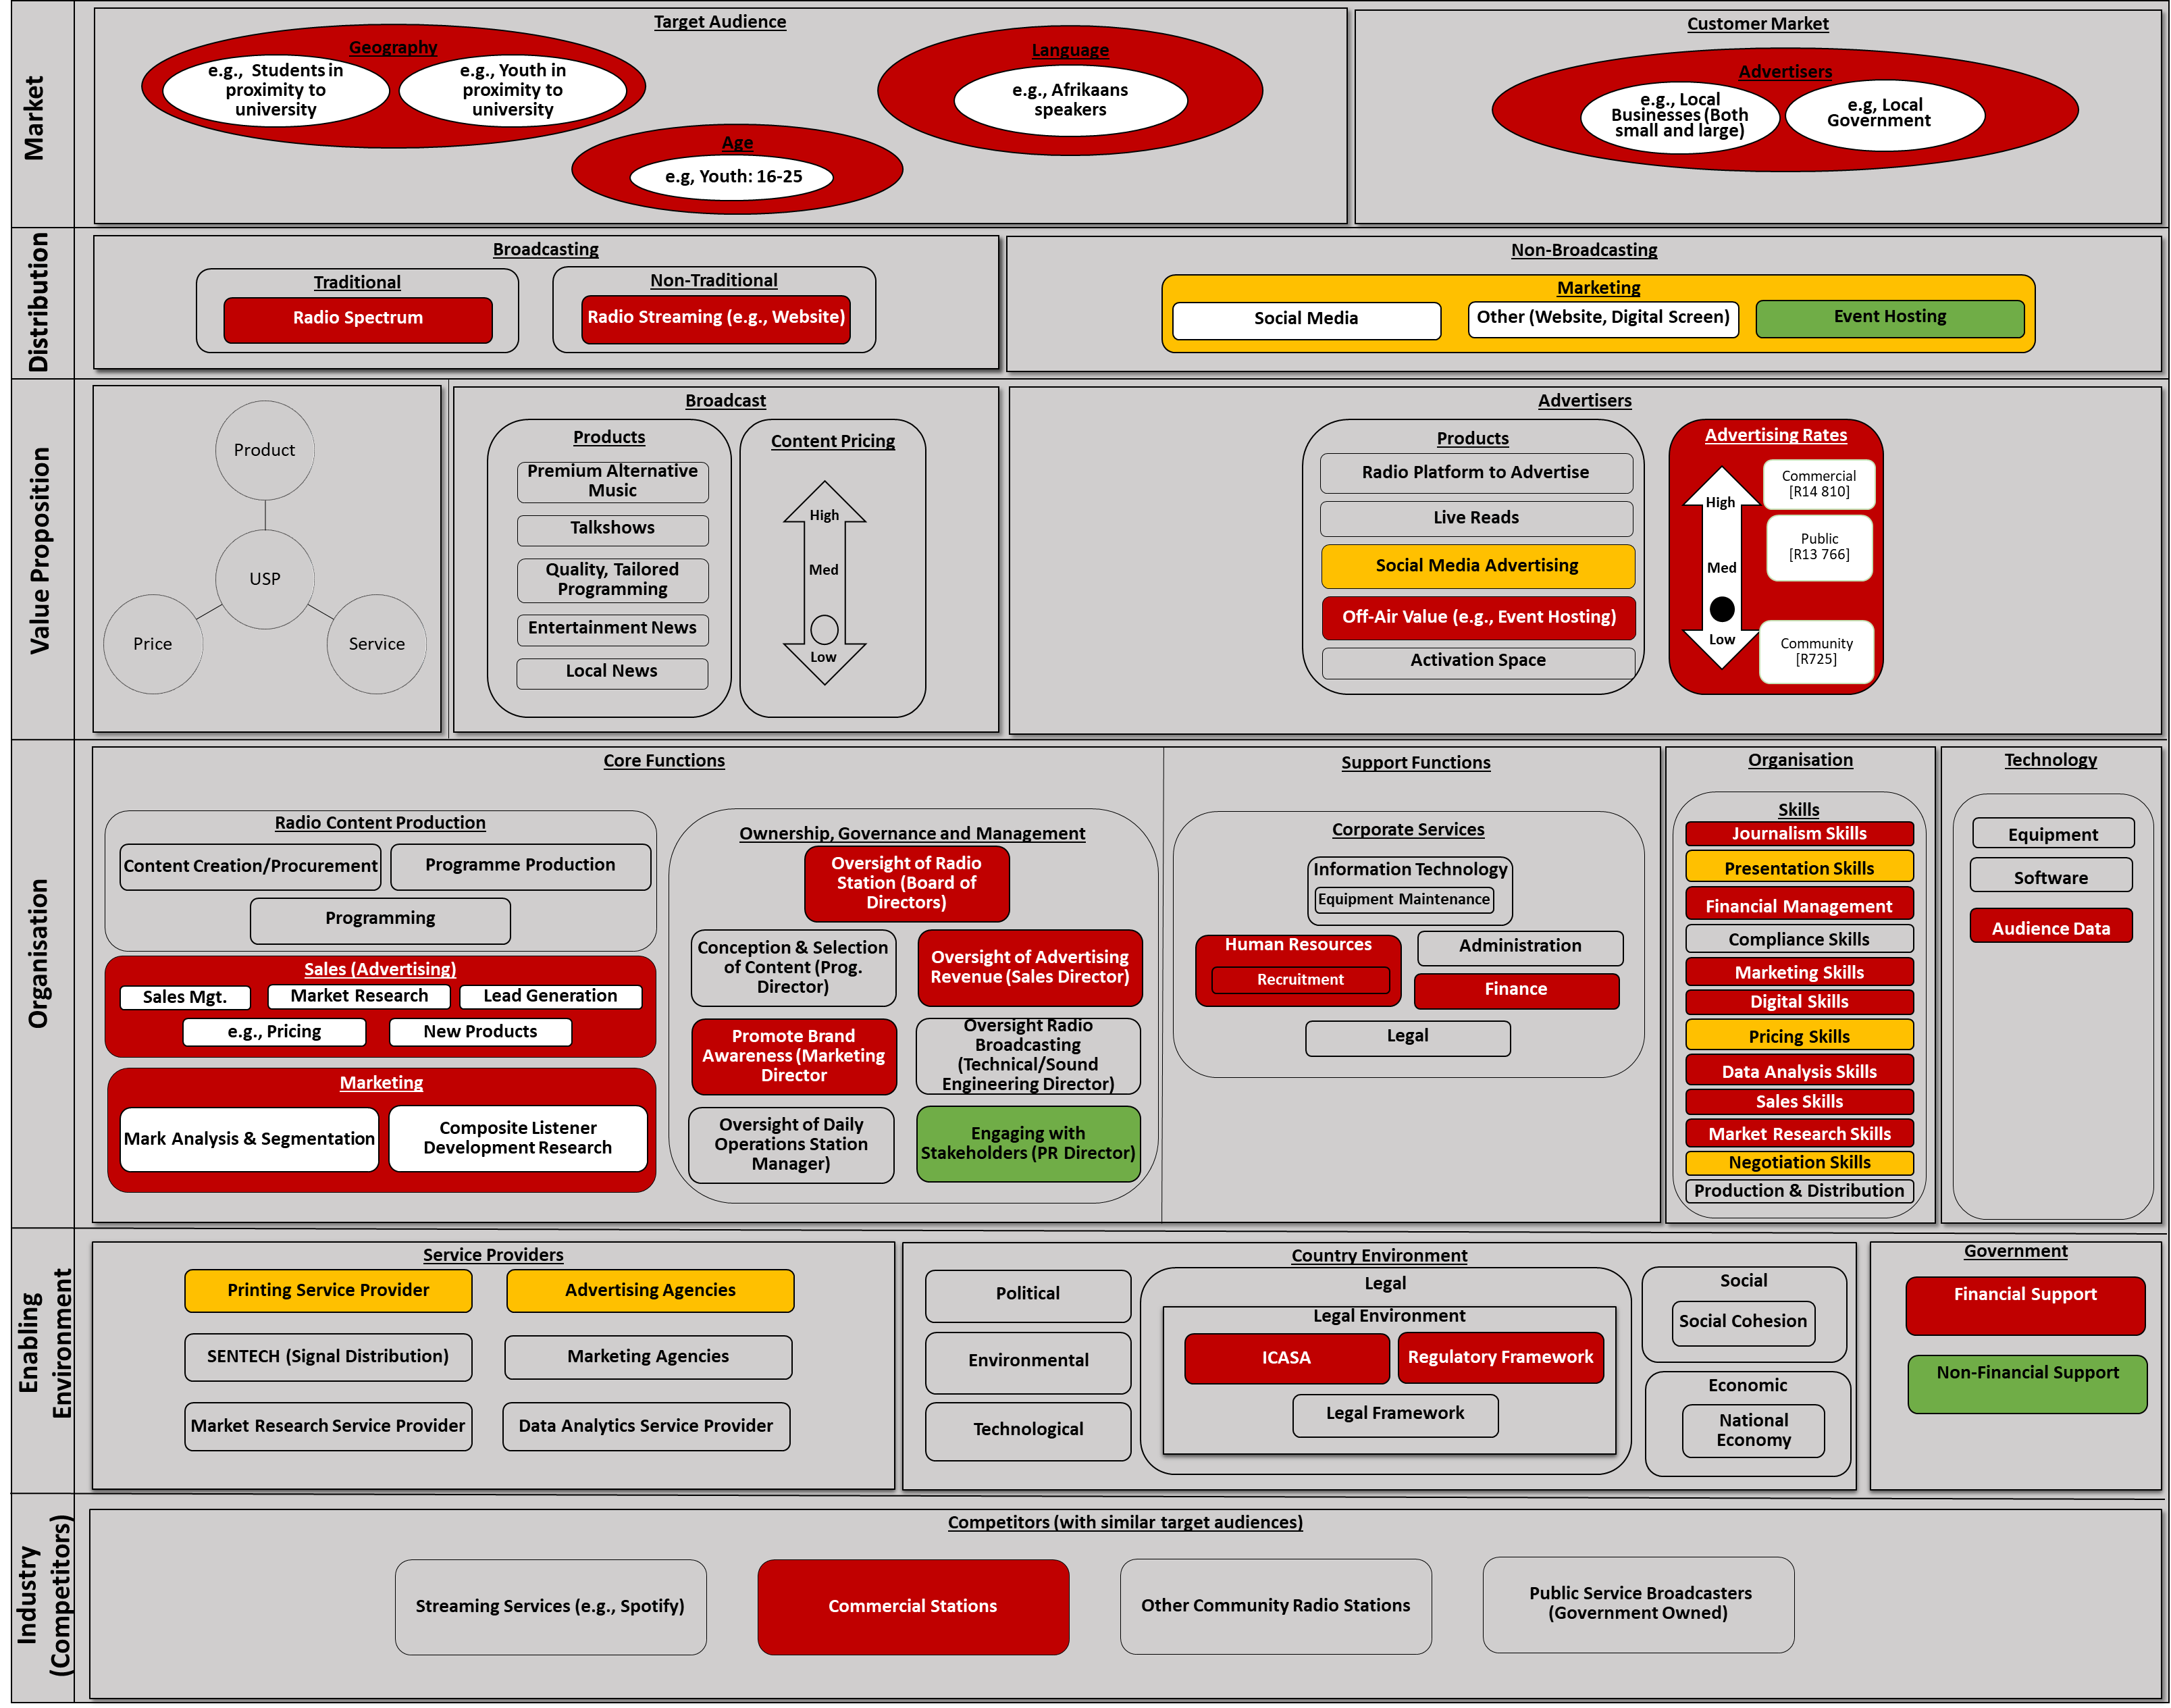 Market
Target Audience
Geography
e.g., Students in
proximity to
university
e.g., Youth in
proximity to
university
Age
e.g, Youth: 16-25
Language
e.g., Afrikaans
speakers
Customer Market
Advertisers
e.g., Local
Businesses (Both
small and large)
e.g, Local
Government
Distribution
Broadcasting
Traditional
Radio Spectrum
Non-Traditional
Radio Streaming (e.g., Website)
Non-Broadcasting
Marketing
Social Media
Other (Website, Digital Screen)
Event Hosting
Value Proposition
Product
USP
Price
Service
Broadcast
Products
Premium Alternative
Music
Talkshows
Quality, Tailored
Programming
Entertainment News
Local News
Content Pricing
High
Med
Low
Advertisers
Products
Radio Platform to Advertise
Live Reads
Social Media Advertising
Off-Air Value (e.g., Event Hosting)
Activation Space
Advertising Rates
High
Med
Low
Commercial
[R14 810]
Public
[R13 766]
Community
[R725]
Organisation
Core Functions
Radio Content Production
Content Creation/Procurement
Programme Production
Programming
Sales (Advertising)
Sales Mgt.
Market Research
Lead Generation
e.g., Pricing
New Products
Marketing
Mark Analysis & Segmentation
Composite Listener
Development Research
Ownership, Governance and Management
Oversight of Radio
Station (Board of
Directors)
Conception & Selection
of Content (Prog.
Director)
Oversight of Advertising
Revenue (Sales Director)
Promote Brand
Awareness (Marketing
Director
Oversight Radio
Broadcasting
(Technical/Sound
Engineering Director)
Oversight of Daily
Operations Station
Manager)
Engaging with
Stakeholders (PR Director)
Support Functions
Corporate Services
Information Technology
Equipment Maintenance
Human Resources
Recruitment
Administration
Finance
Legal
Organisation
Skills
Journalism Skills
Presentation Skills
Financial Management
Compliance Skills
Marketing Skills
Digital Skills
Pricing Skills
Data Analysis Skills
Sales Skills
Market Research Skills
Negotiation Skills
Production & Distribution
Technology
Equipment
Software
Audience Data
Enabling
Environment
Service Providers
Printing Service Provider
Advertising Agencies
SENTECH (Signal Distribution)
Marketing Agencies
Market Research Service Provider
Data Analytics Service Provider
Country Environment
Political
Environmental
Technological
Legal
Legal Environment
ICASA
Regulatory Framework
Legal Framework
Social
Social Cohesion
Economic
National
Economy
Government
Financial Support
Non-Financial Support
Industry
(Competitors)
Competitors (with similar target audiences)
Streaming Services (e.g., Spotify)
Commercial Stations
Other Community Radio Stations
Public Service Broadcasters
(Government Owned)